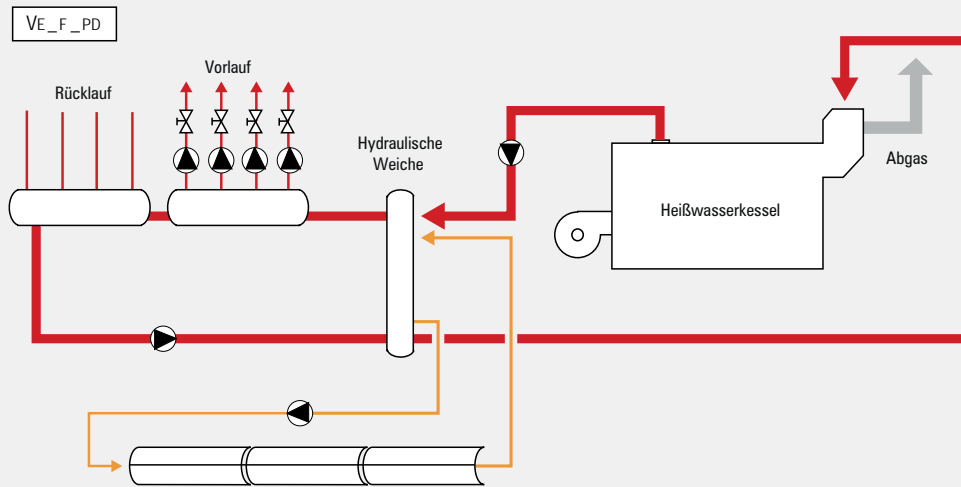 VE_F_PD
Vorlauf
Rücklauf
Hydraulische
Weiche
Abgas
Heißwasserkessel